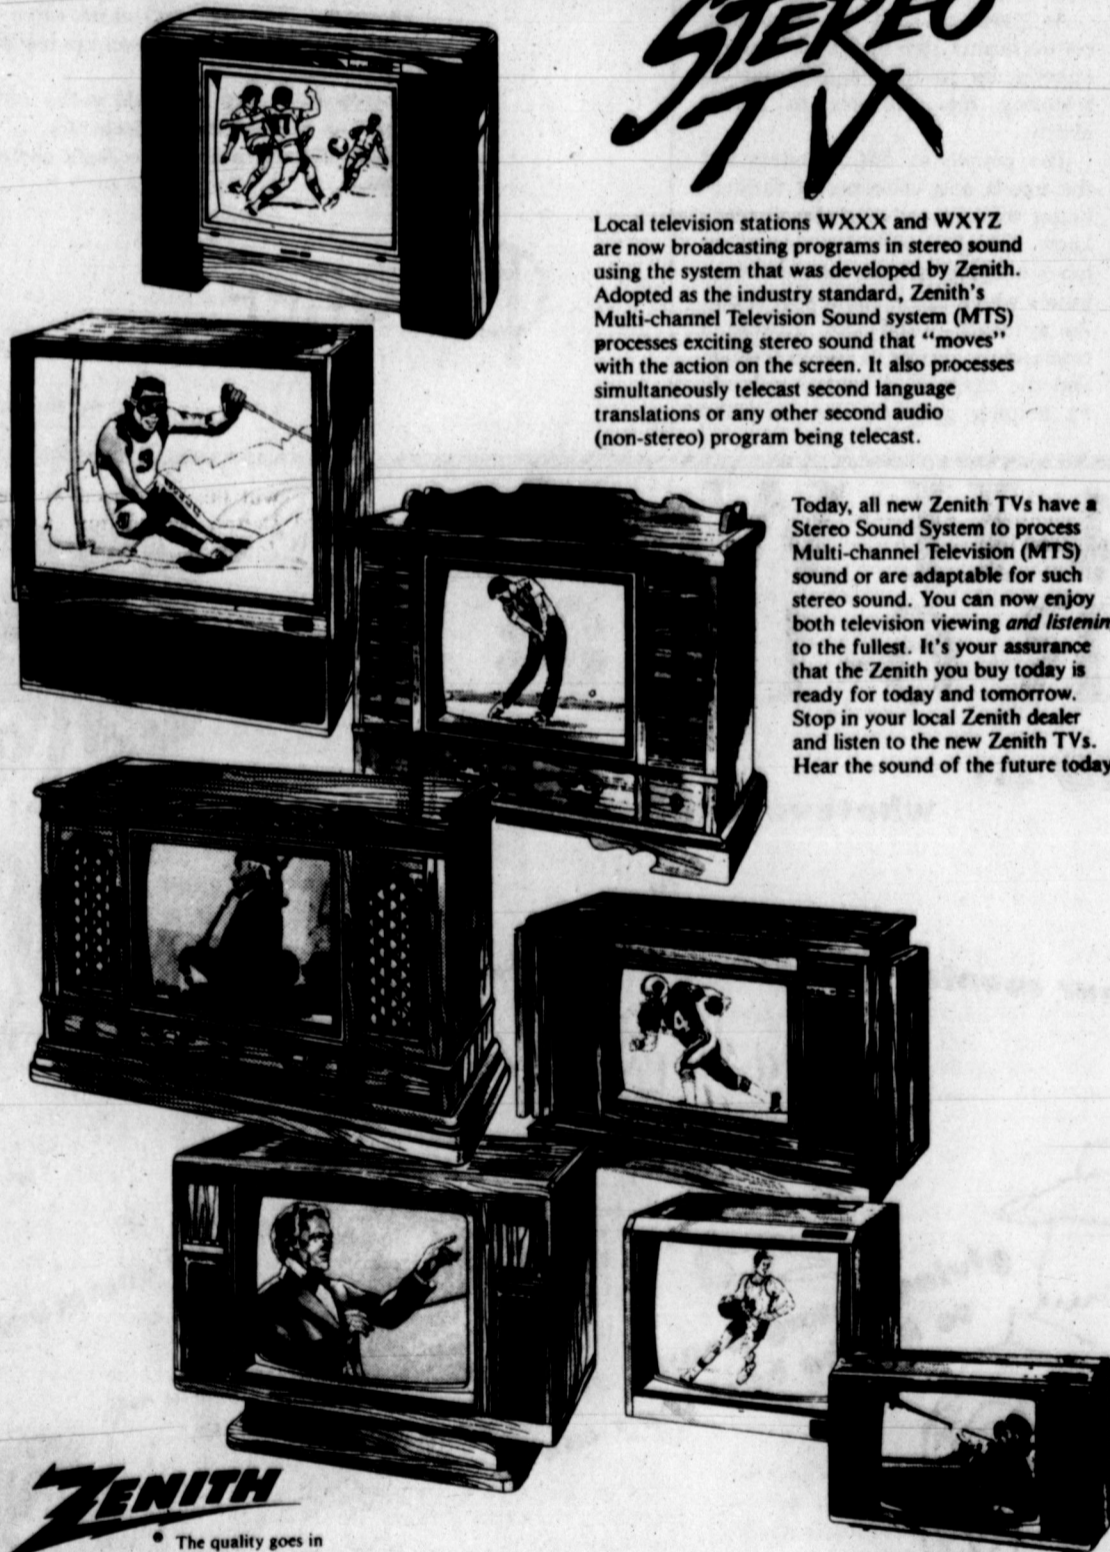 STEREO
TV
Local television stations WXXX and WXYZ
are now broadcasting programs in stereo sound
using the system that was developed by Zenith.
Adopted as the industry standard, Zenith's
Multi-channel Television Sound system (MTS)
processes exciting stereo sound that "moves"
with the action on the screen. It also processes
simultaneously telecast second language
translations or any other second audio
(non-stereo) program being telecast.
Today, all new Zenith TVs have a
Stereo Sound System to process
Multi-channel Television (MTS)
sound or are adaptable for such
stereo sound. You can now enjoy
both television viewing and listenin
to the fullest. It's your assurance
that the Zenith you buy today is
ready for today and tomorrow.
Stop in your local Zenith dealer
and listen to the new Zenith TVs.
Hear the sound of the future today
ZENITH
The quality goes in